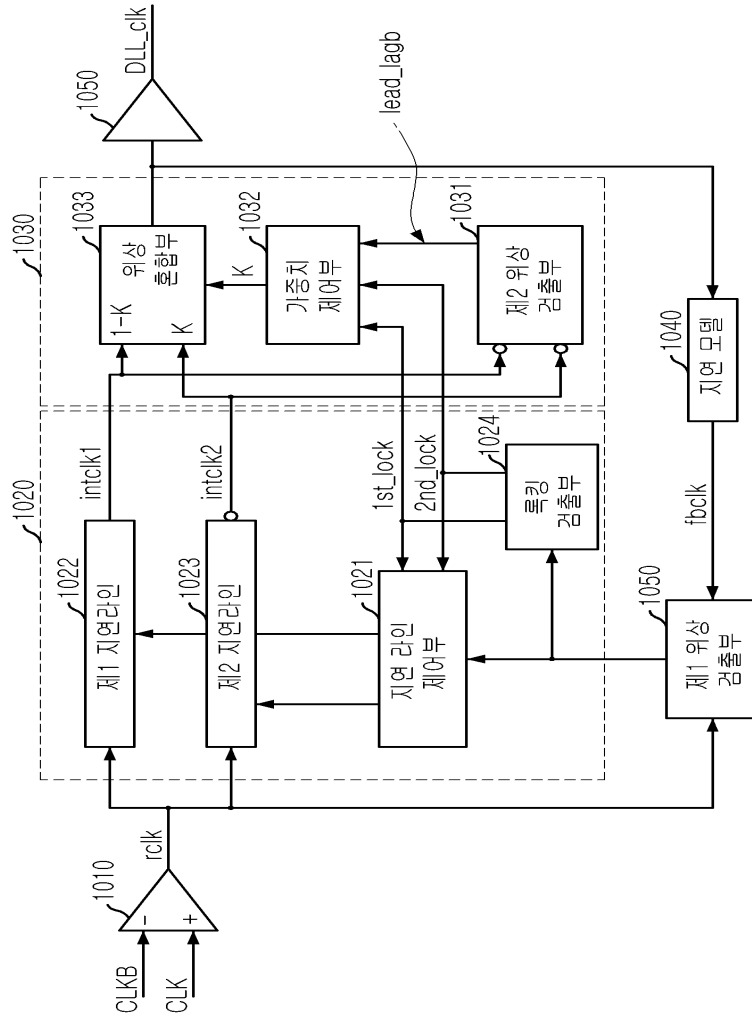 CLKB
CLK
-
+
1010
rclk
1020
1022
제1 지연라인
intclk1
1023
제2 지연라인
intclk2
1021
지연 라인
제어부
1st_lock
2nd_lock
1024
록킹
검출부
1030
1033
위상
혼합부
1-K
K
K
1032
가중치
제어부
lead_lagb
1031
제2 위상
검출부
1050
DLL_clk
1040
지연 모델
fbclk
1050
제1 위상
검출부